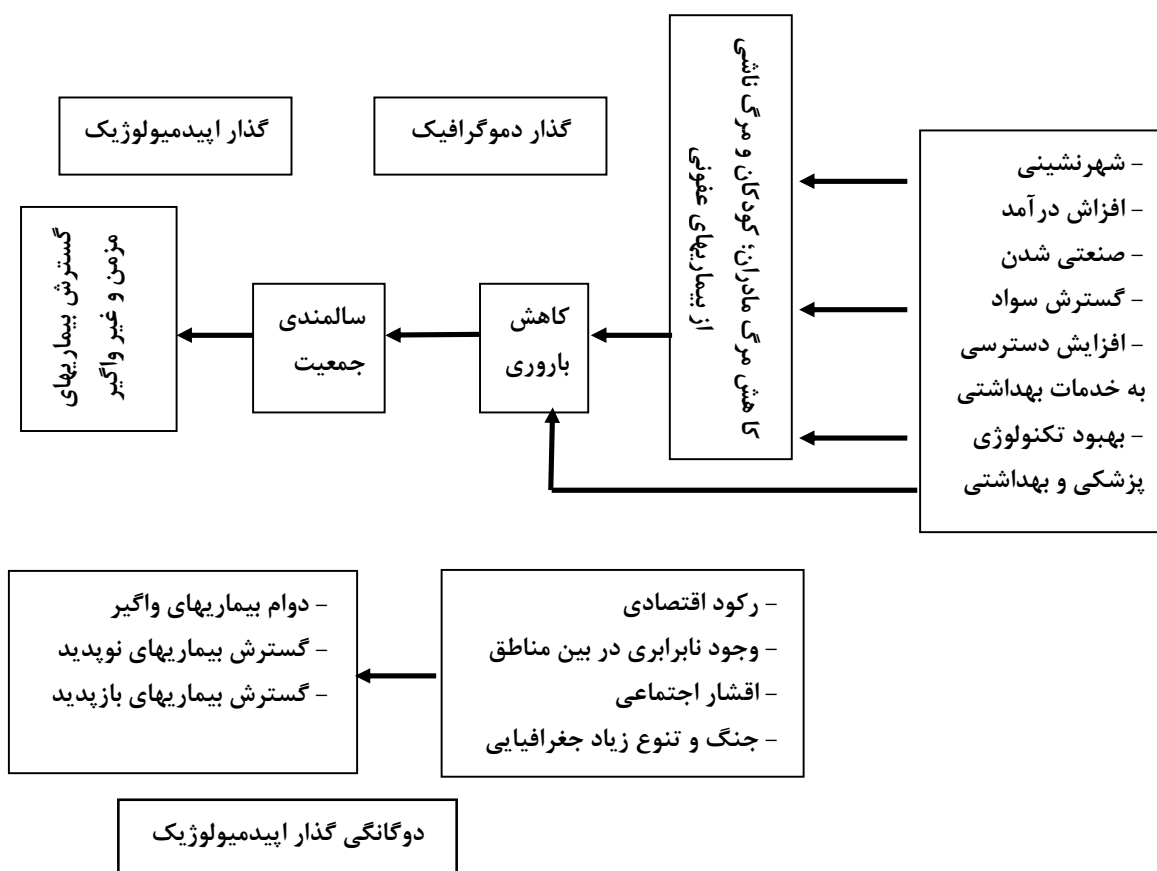 گذار اپیدمیولوژیک
گذار دموگرافیک
کا هش مرگ مادران؛ کودکان و مرگ ناشی
از بیماریهای عفونی
- شهرنشینی
- افزاش درآمد
- صنعتی شدن
- گسترش سواد
- افزایش دسترسی
به خدمات بهداشتی
- بهبود تکنولوژی
پزشکی و بهداشتی
کاهش
باروری
سالمندی
جمعیت
گسترش بیماریهای
مزمن و غیر واگیر
- رکود اقتصادی
- وجود نابرابری در بین مناطق
- اقشار اجتماعی
- جنگ و تنوع زیاد جغرافیایی
- دوام بیماریهای واگیر
- گسترش بیماریهای نوپدید
- گسترش بیماریهای بازپدید
دوگانگی گذار اپیدمیولوژیک